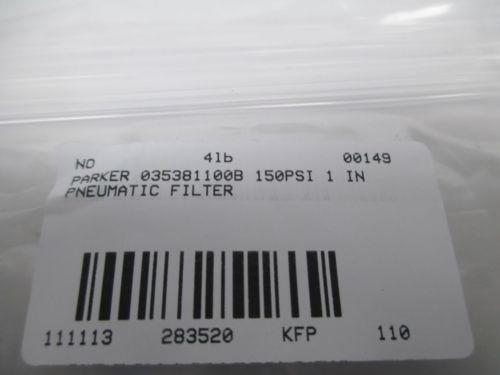 NO 41b 00149
PARKER 035381100B 150PSI 1 IN
PNEUMATIC FILTER
111113 283520 KFP 110